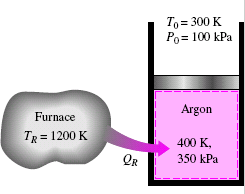 T0 = 300 K
P0 = 100 kPa
Furnace
TR = 1200 K
QR
Argon
400 K,
350 kPa